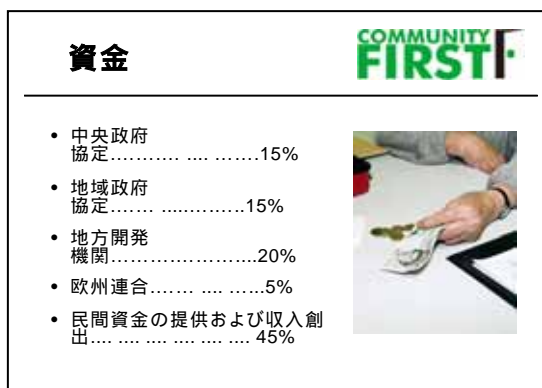 資金
COMMUNITY
FIRST
• 中央政府
協定.……… .... …….15%
• 地域政府
協定…… .....……..15%
• 地方開発
機関……………….…...20%
• 欧州連合.…… .... …...5%
• 民間資金の提供および収入創
出.... .... .... .... .... .... 45%